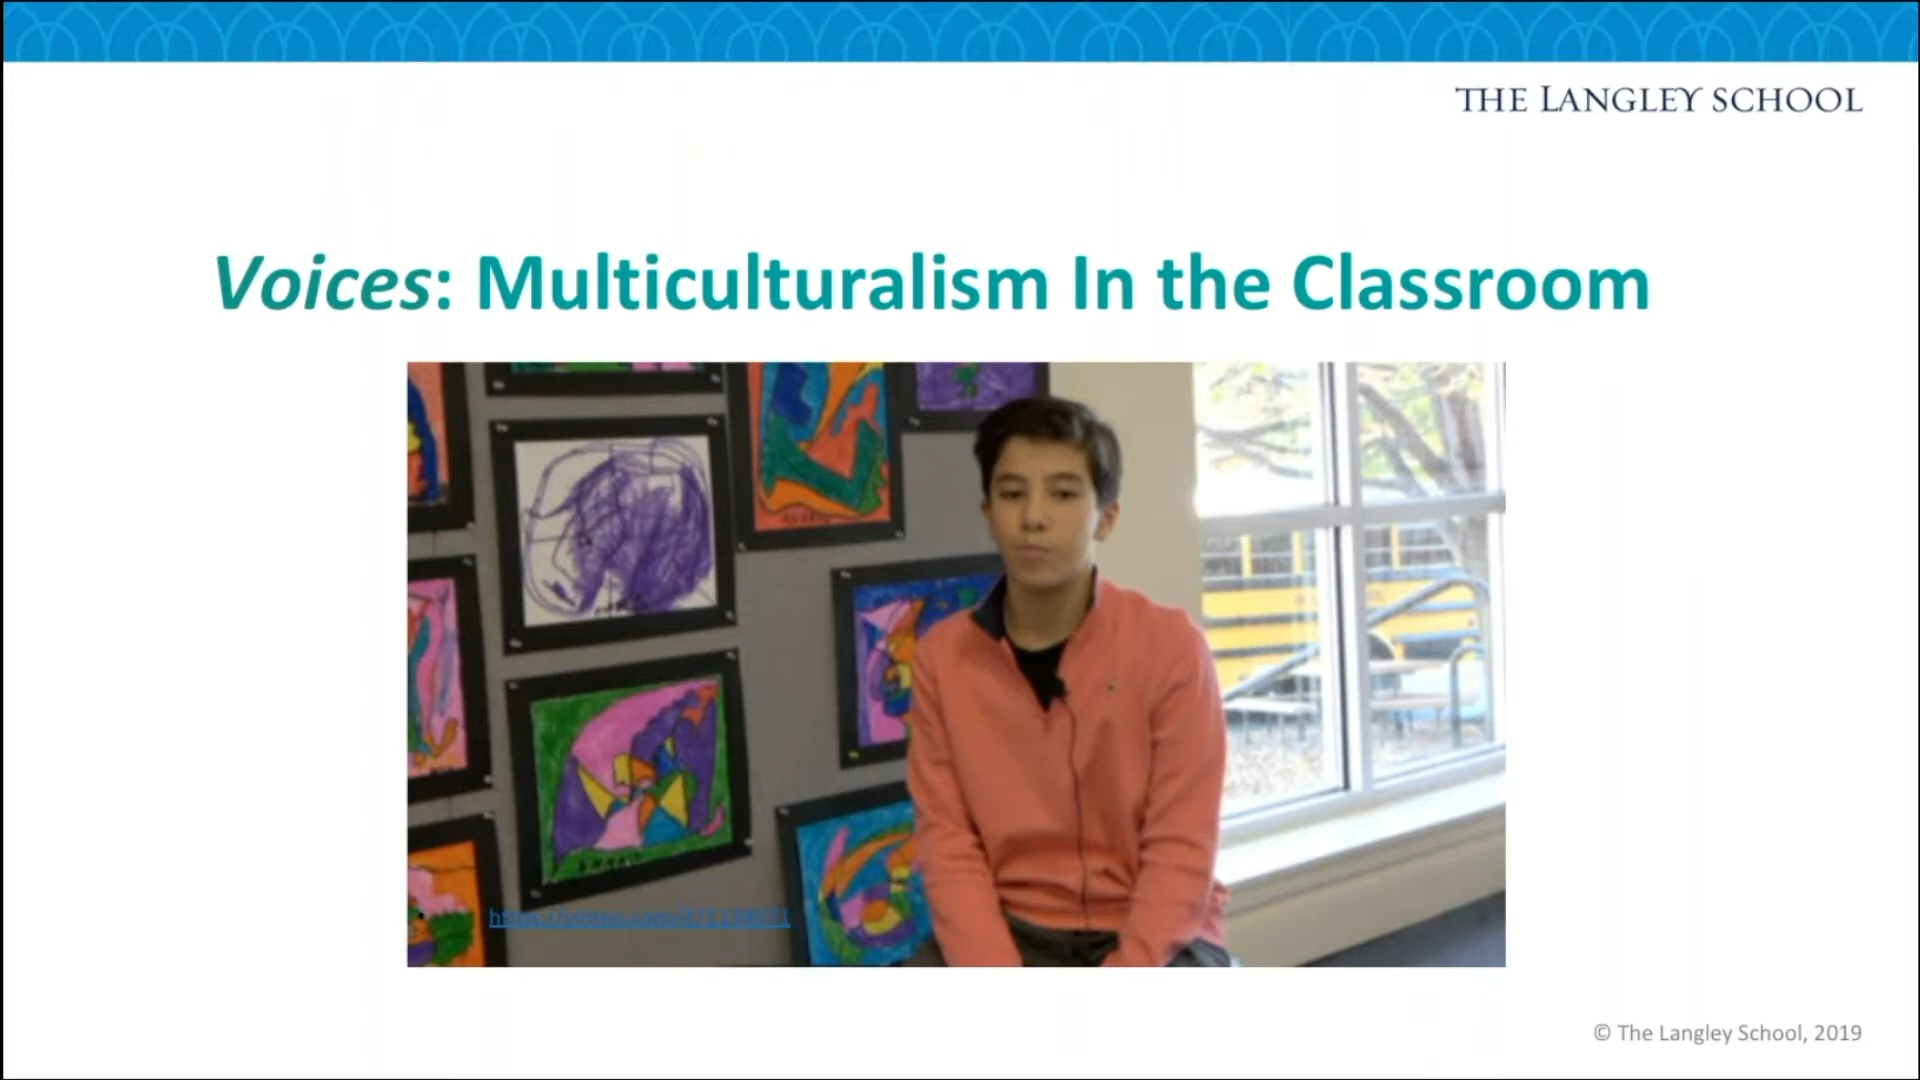 THE LANGLEY SCHOOL
Voices: Multiculturalism In the Classroom
© The Langley School, 2019